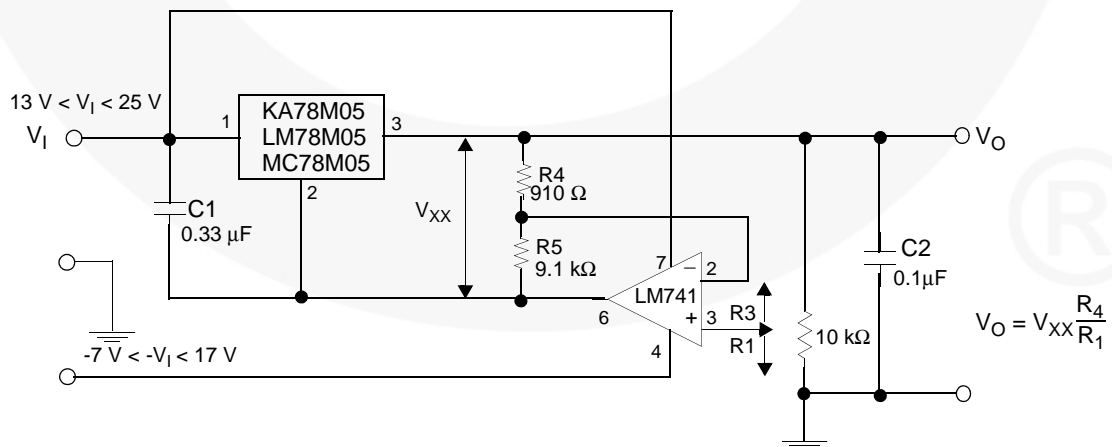 13 V < V_I < 25 V
V_I
1
KA78M05
LM78M05
MC78M05
3
V_O
2
C1
0.33 μF
V_XX
R4
910 Ω
R5
9.1 kΩ
7
−
2
LM741
6
+
3
4
R3
R1
10 kΩ
C2
0.1μF
V_O = V_XX R_4/R_1
-7 V < -V_I < 17 V
®